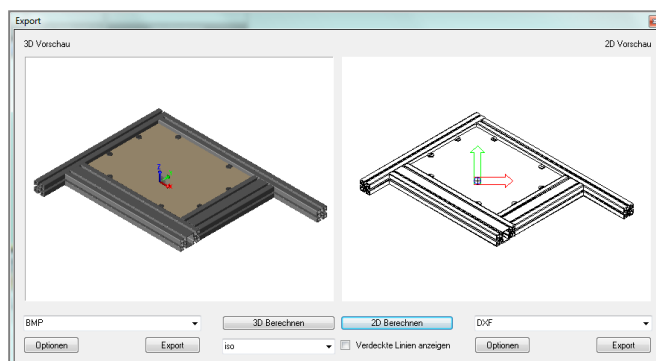 Export
3D Vorschau
2D Vorschau
Z
BMP
3D Berechnen
2D Berechnen
DXF
Optionen
Export
iso
Verdeckte Linien anzeigen
Optionen
Export